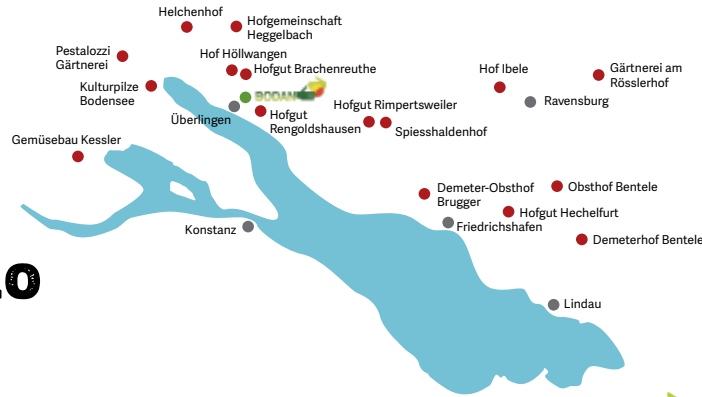 Helchenhof
Hofgemeinschaft
Heggelbach
Pestalozzi
Gärtnerei
Hof Höllwangen
Hofgut Brachenreuthe
Hof Ibele
Gärtnerei am
Rösslerhof
Kulturpilze
Bodensee
BODAN
Ravensburg
Überlingen
Hofgut
Rengoldshausen
Hofgut Rimpertsweiler
Spiesshaldenhof
Gemüsebau Kessler
Demeter-Obsthof
Brugger
Obsthof Bentele
Hofgut Hechelfurt
Konstanz
Friedrichshafen
Demeterhof Bentele
Lindau